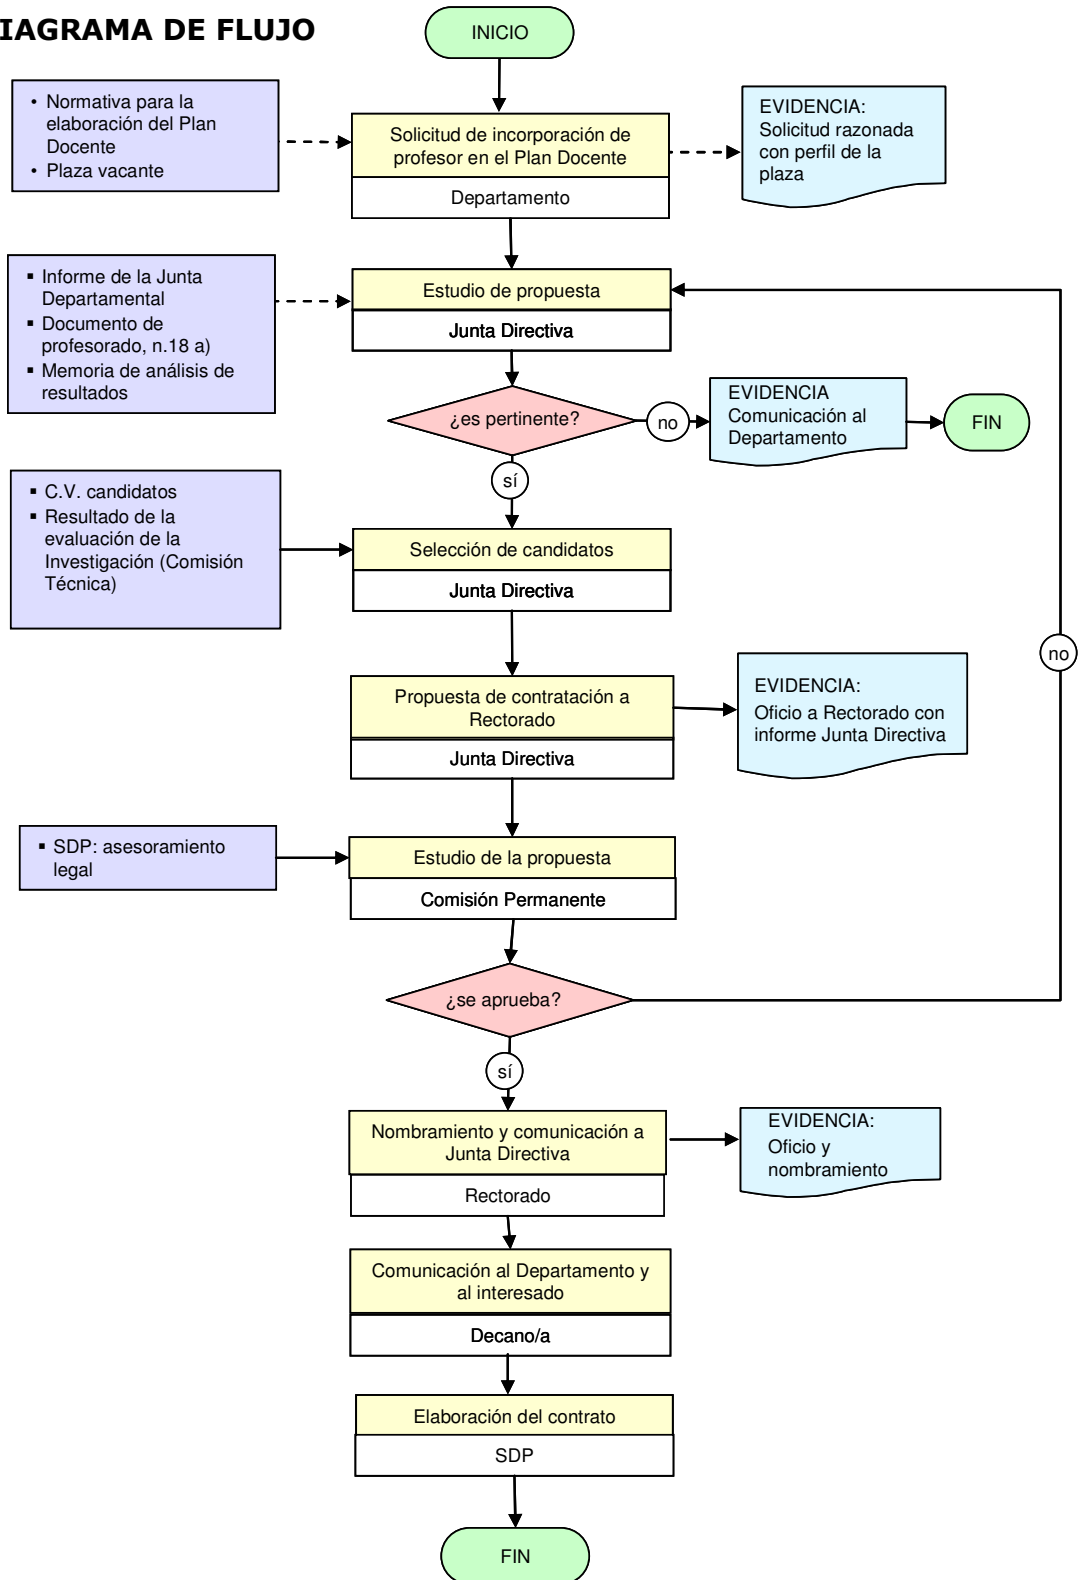 IAGRAMA DE FLUJO
INICIO
• Normativa para la
elaboración del Plan
Docente
• Plaza vacante
Solicitud de incorporación de
profesor en el Plan Docente
Departamento
EVIDENCIA:
Solicitud razonada
con perfil de la
plaza
▪ Informe de la Junta
Departamental
▪ Documento de
profesorado, n.18 a)
▪ Memoria de análisis de
resultados
Estudio de propuesta
Junta Directiva
¿es pertinente?
no
EVIDENCIA
Comunicación al
Departamento
FIN
sí
▪ C.V. candidatos
▪ Resultado de la
evaluación de la
Investigación (Comisión
Técnica)
Selección de candidatos
Junta Directiva
no
Propuesta de contratación a
Rectorado
Junta Directiva
EVIDENCIA:
Oficio a Rectorado con
informe Junta Directiva
▪ SDP: asesoramiento
legal
Estudio de la propuesta
Comisión Permanente
¿se aprueba?
sí
Nombramiento y comunicación a
Junta Directiva
Rectorado
EVIDENCIA:
Oficio y
nombramiento
Comunicación al Departamento y
al interesado
Decano/a
Elaboración del contrato
SDP
FIN